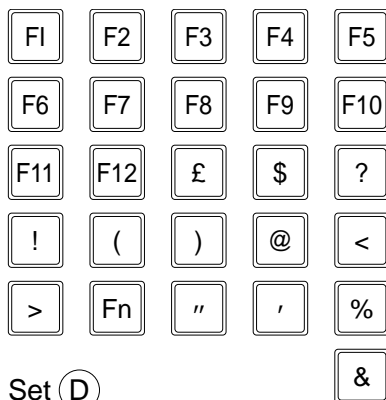 FI F2 F3 F4 F5
F6 F7 F8 F9 F10
F11 F12 £ $ ?
! ( ) @ <
> Fn " ' %
&
Set D